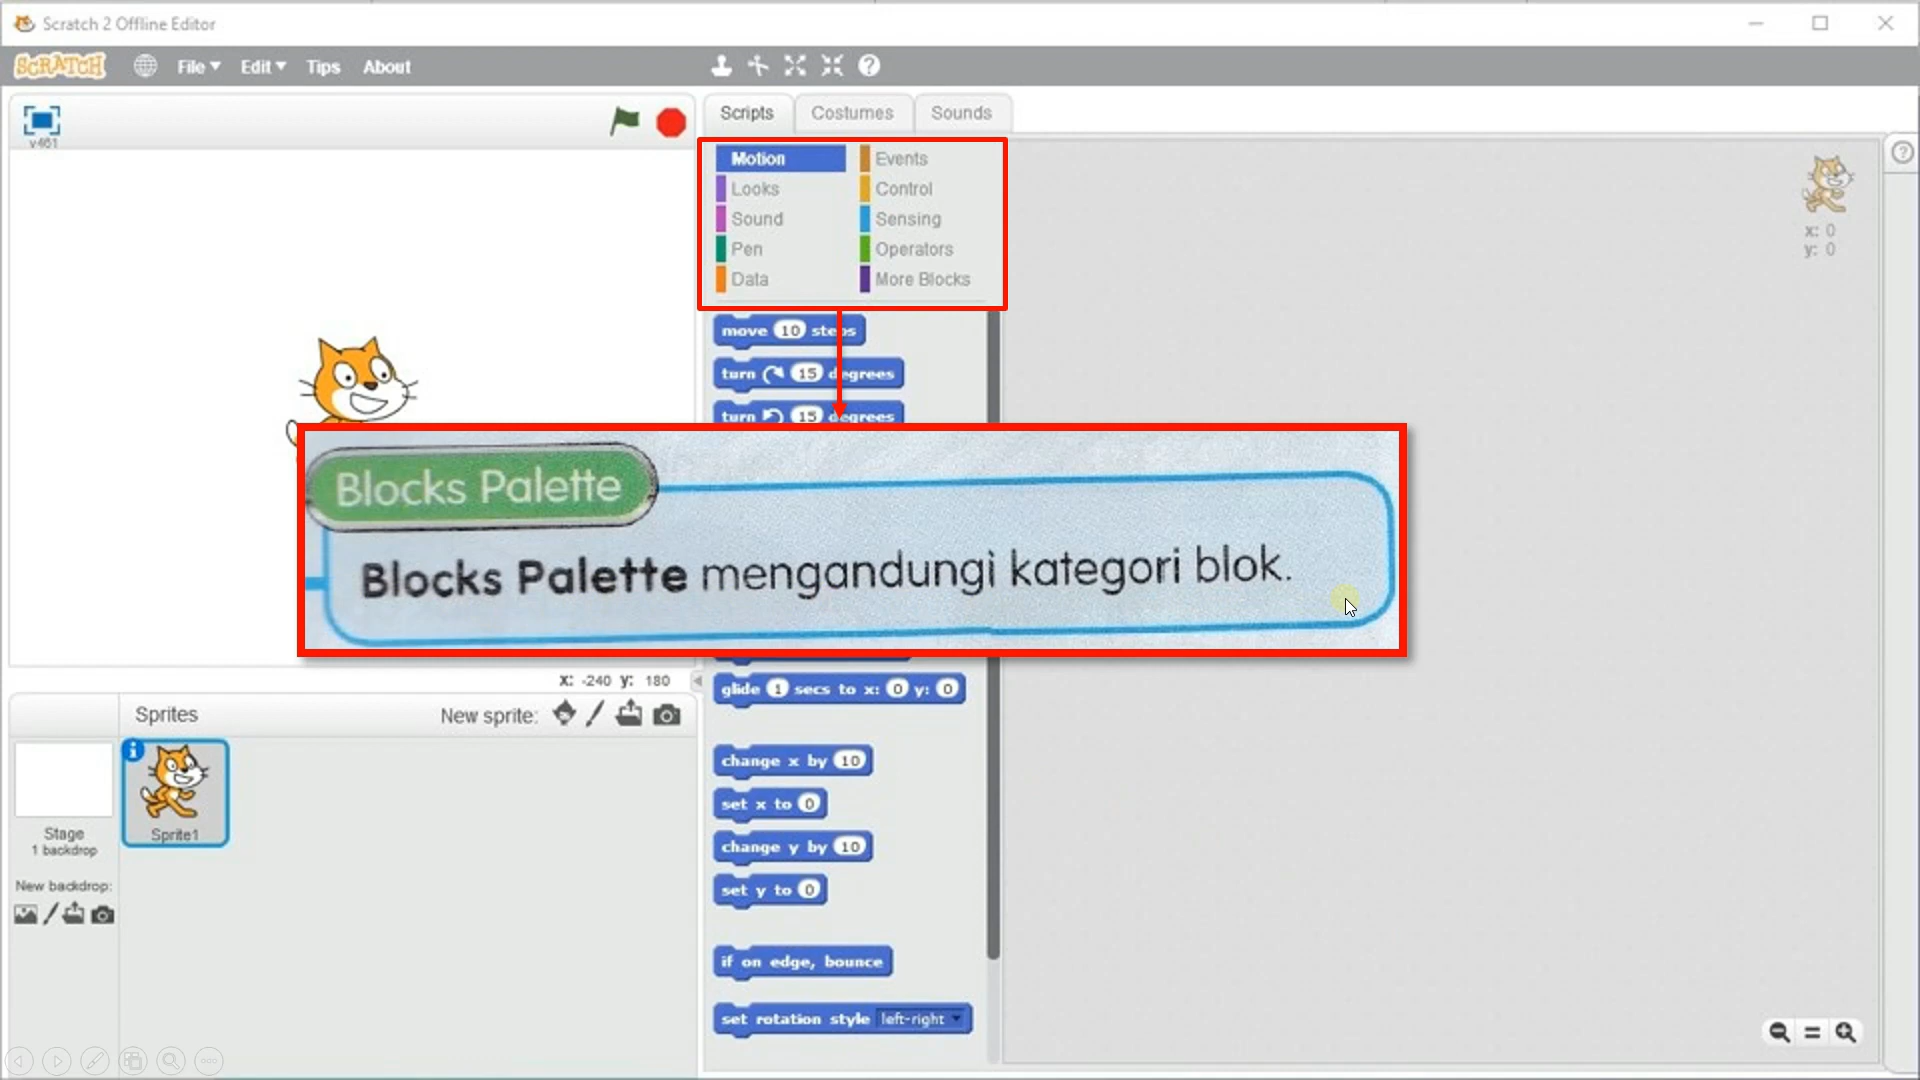 Scratch 2 Offline Editor
SCRATCH
File
Edit
Tips
About
v461
Scripts
Costumes
Sounds
Motion
Looks
Sound
Pen
Data
Events
Control
Sensing
Operators
More Blocks
x: 0
y: 0
move 10 steps
turn 15 degrees
turn 15 degrees
Blocks Palette
Blocks Palette mengandungi kategori blok.
glide 1 secs to x: 0 y: 0
change x by 10
set x to 0
change y by 10
set y to 0
if on edge, bounce
set rotation style left-right
x: -240 y: 180
Sprites
New sprite:
Sprite1
Stage
1 backdrop
New backdrop: